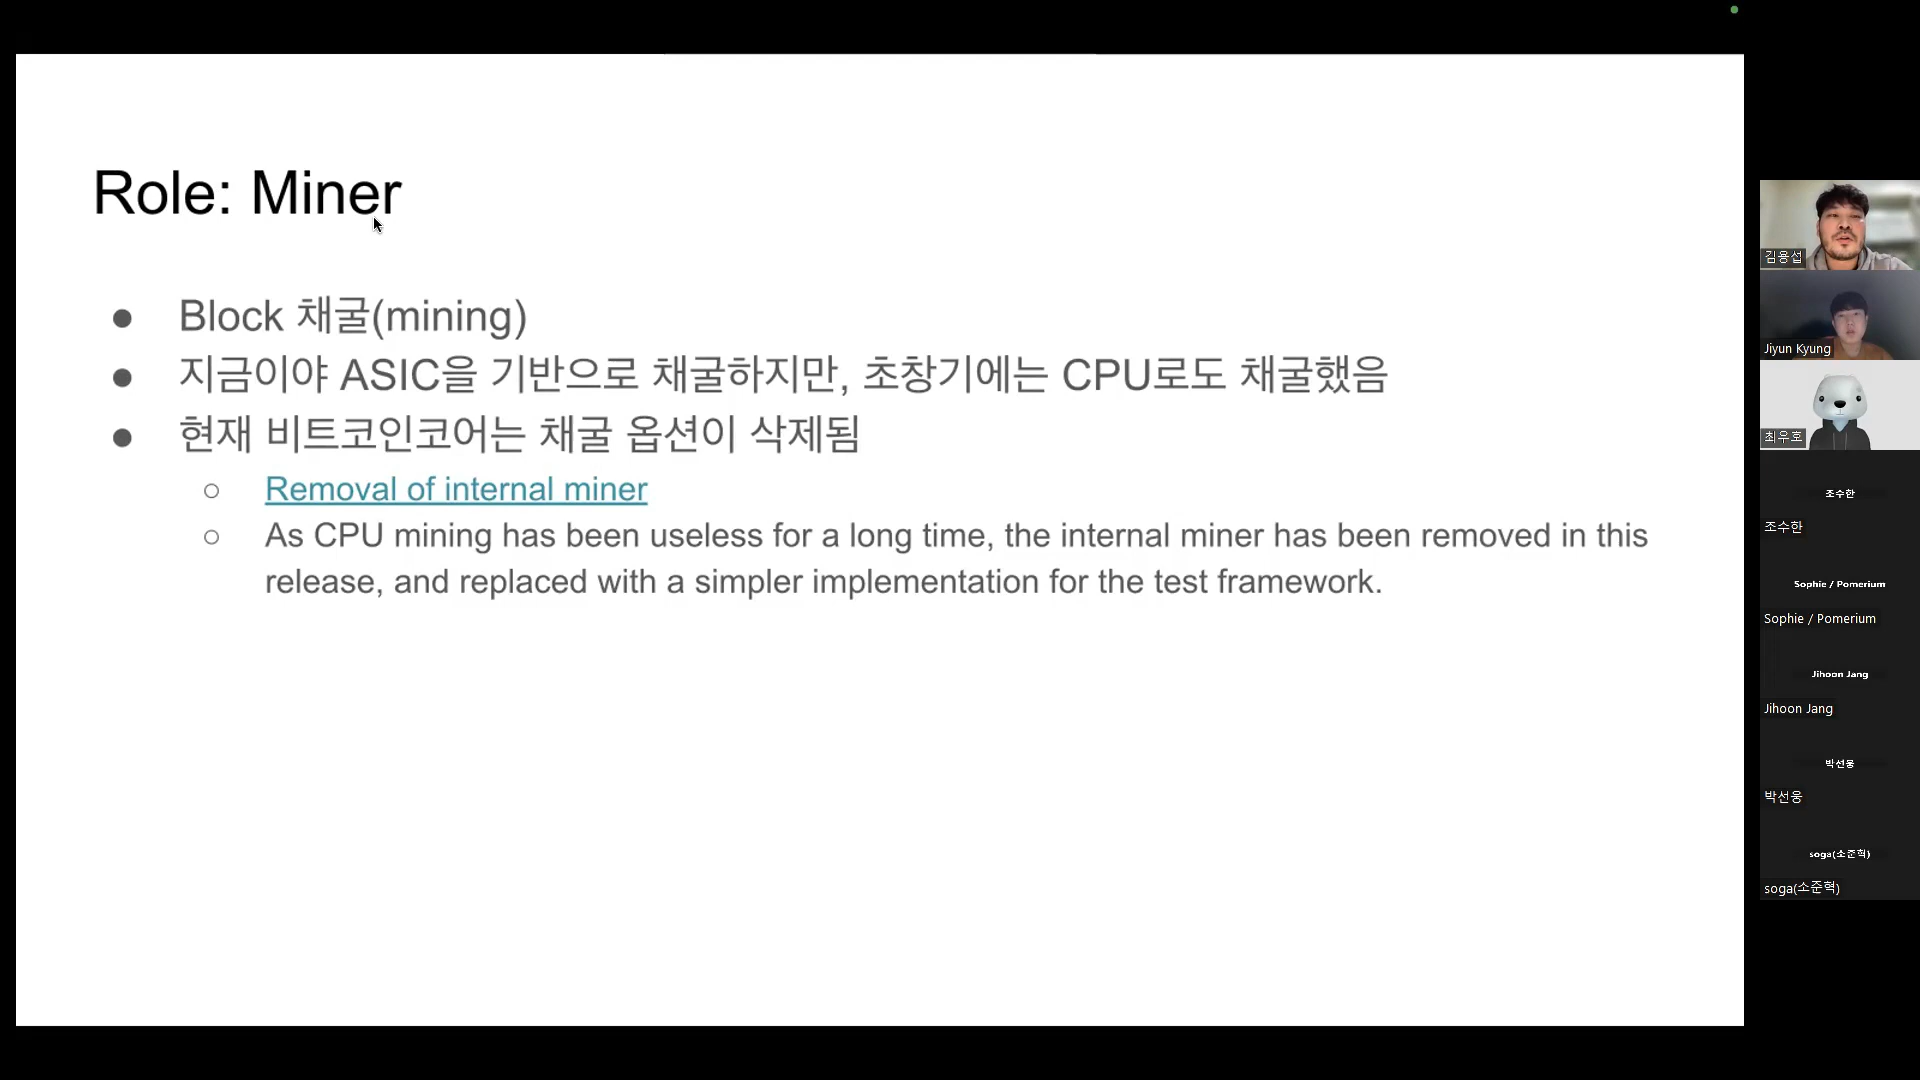 Role: Miner
● Block 채굴(mining)
● 지금이야 ASIC을 기반으로 채굴하지만, 초창기에는 CPU로도 채굴했음
● 현재 비트코인코어는 채굴 옵션이 삭제됨
○ Removal of internal miner
○ As CPU mining has been useless for a long time, the internal miner has been removed in this
release, and replaced with a simpler implementation for the test framework.
김용섭
Jiyun Kyung
최우호
조수한
조수한
Sophie / Pomerium
Sophie / Pomerium
Jihoon Jang
Jihoon Jang
박선웅
박선웅
soga(소준혁)
soga(소준혁)